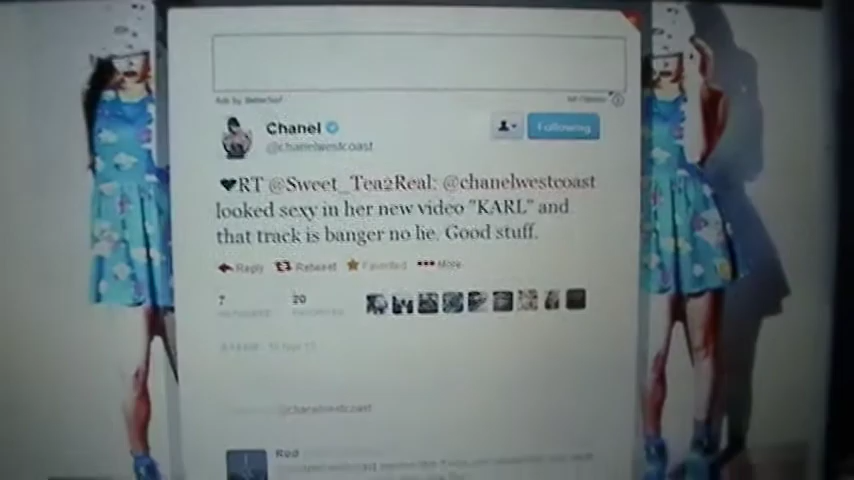 Chanel
Following
@chanelwestcoast
♥RT @Sweet_Tea2Real: @chanelwestcoast
looked sexy in her new video "KARL" and
that track is banger no lie. Good stuff.
Reply Retweet Favorited More
7 20
@chanelwestcoast
Red